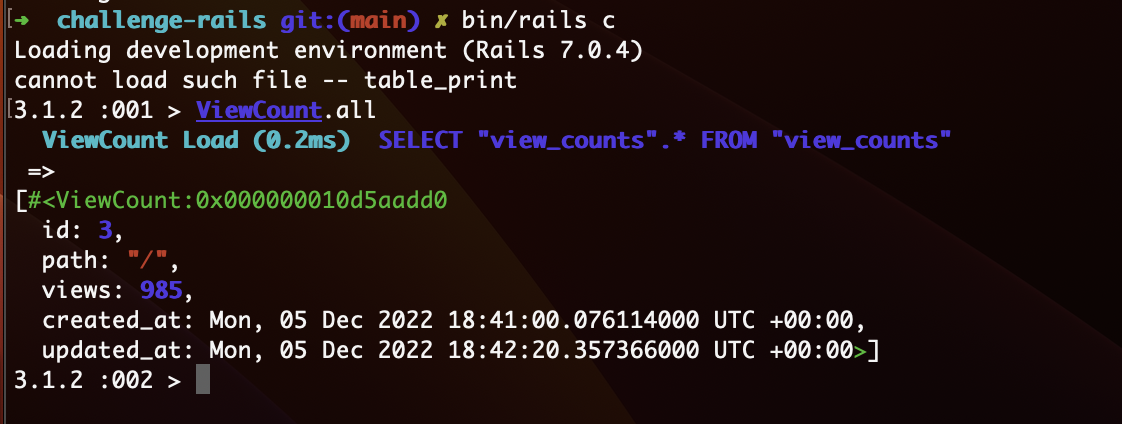 ➜ challenge-rails git:(main) ✗ bin/rails c
Loading development environment (Rails 7.0.4)
cannot load such file -- table_print
3.1.2 :001 > ViewCount.all
  ViewCount Load (0.2ms)  SELECT "view_counts".* FROM "view_counts"
 =>
[#<ViewCount:0x000000010d5aadd0
  id: 3,
  path: "/",
  views: 985,
  created_at: Mon, 05 Dec 2022 18:41:00.076114000 UTC +00:00,
  updated_at: Mon, 05 Dec 2022 18:42:20.357366000 UTC +00:00>]
3.1.2 :002 >